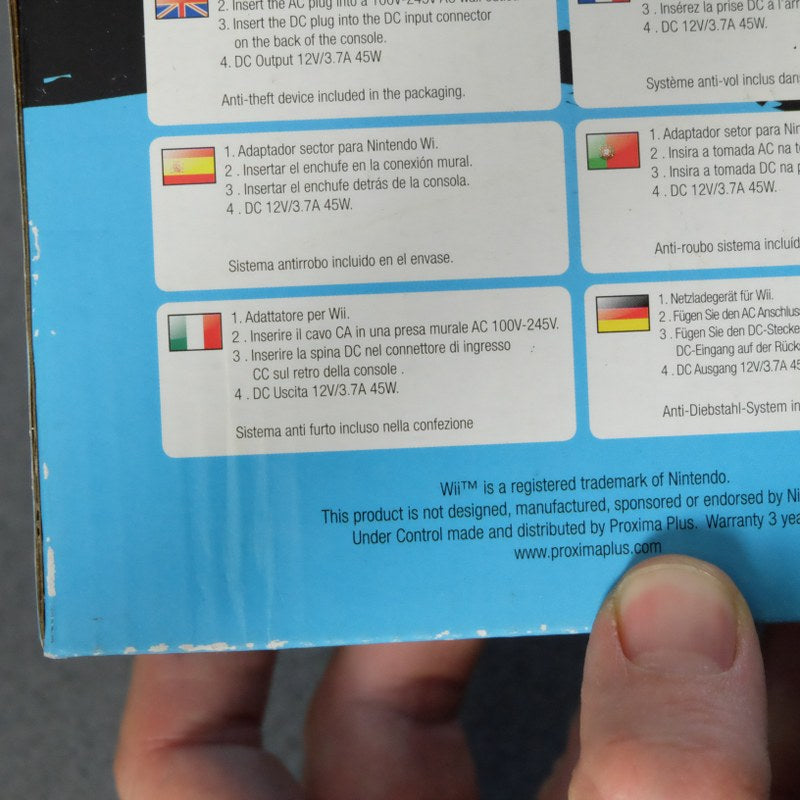 2. Insert the AC plug into a 100V-245V AC wall
3. Insert the DC plug into the DC input connector
on the back of the console.
4. DC Output 12V/3.7A 45W
Anti-theft device included in the packaging.
3 . Insérez la prise DC à
4 . DC 12V/3.7A 45W.
Système anti-vol inclus
1. Adaptador sector para Nintendo Wi.
2 . Insertar el enchufe en la conexión mural.
3 . Insertar el enchufe detrás de la consola.
4 . DC 12V/3.7A 45W.
Sistema antirrobo incluido en el envase.
1. Adaptador setor para
2 . Insira a tomada AC na
3 . Insira a tomada DC na
4 . DC 12V/3.7A 45W.
Anti-roubo sistema
1. Adattatore per Wii.
2 . Inserire il cavo CA in una presa murale AC 100V-245V.
3 . Inserire la spina DC nel connettore di ingresso
CC sul retro della console .
4 . DC Uscita 12V/3.7A 45W.
Sistema anti furto incluso nella confezione
1. Netzladegerät für Wii.
2 . Fügen Sie den AC
3 . Fügen Sie den
DC-Eingang auf der
4 . DC Ausgang 12V/3.7A
Anti-Diebstahl-System
Wii™ is a registered trademark of Nintendo.
This product is not designed, manufactured, sponsored or endorsed by
Under Control made and distributed by Proxima Plus. Warranty 3
www.proximaplus.com